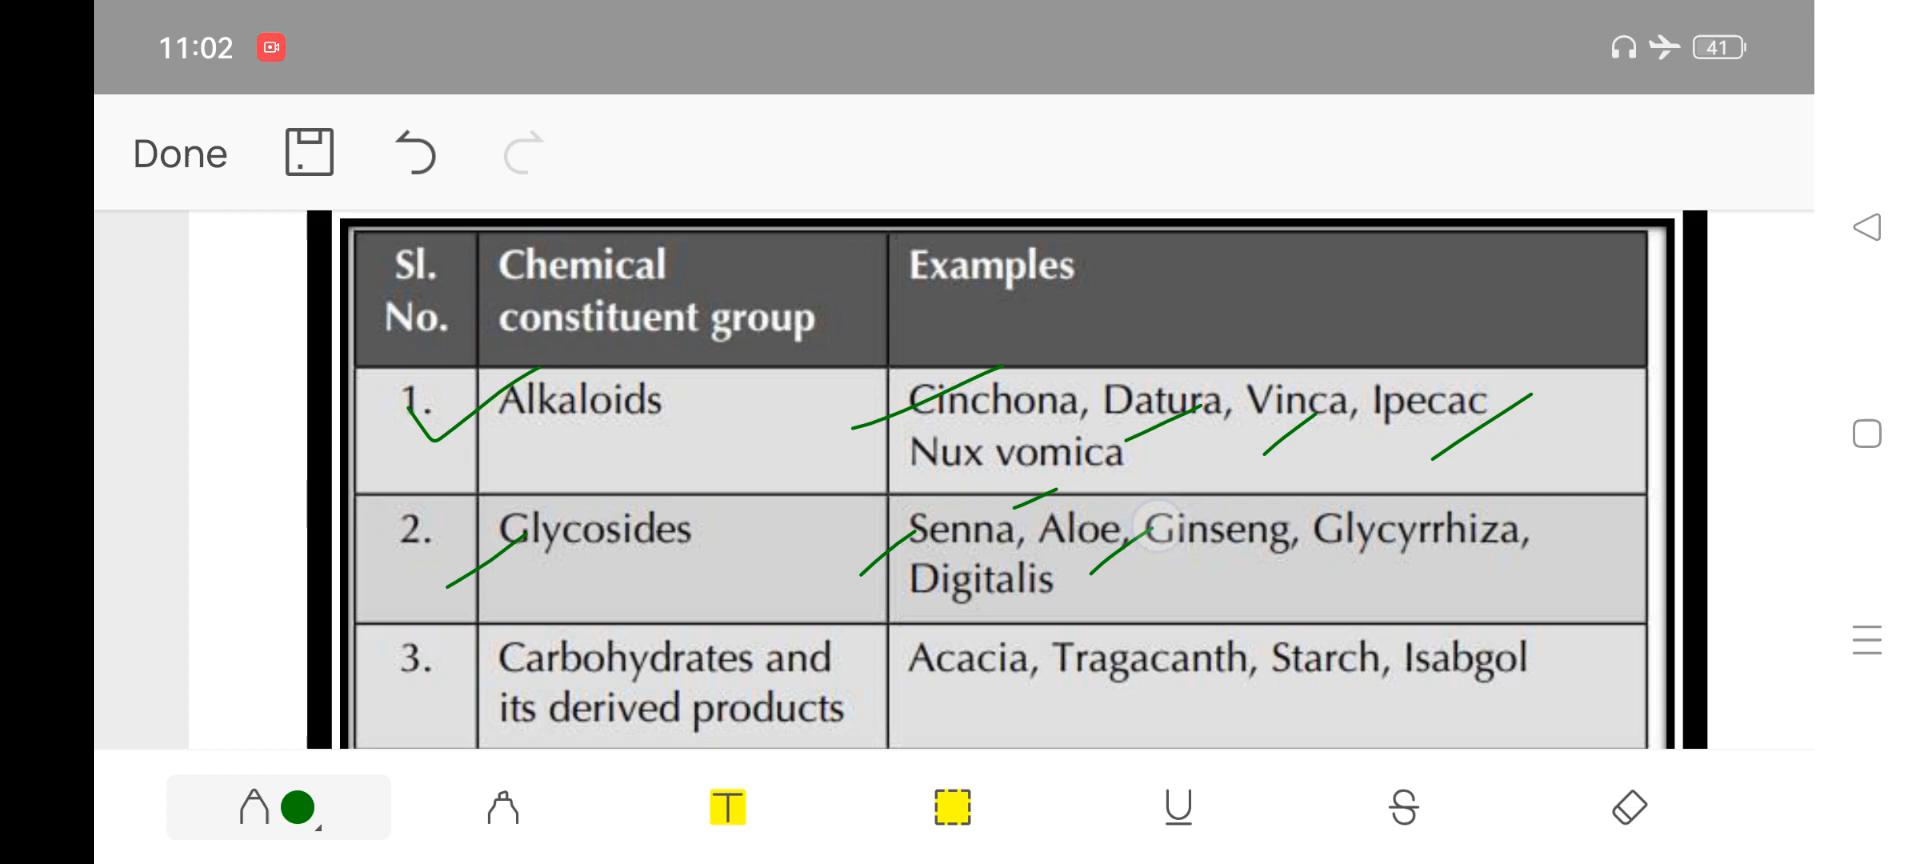 11:02
41
Done
Sl. No. Chemical constituent group Examples
1. Alkaloids Cinchona, Datura, Vinca, Ipecac
Nux vomica
2. Glycosides Senna, Aloe, Ginseng, Glycyrrhiza,
Digitalis
3. Carbohydrates and its derived products Acacia, Tragacanth, Starch, Isabgol
T
U
S